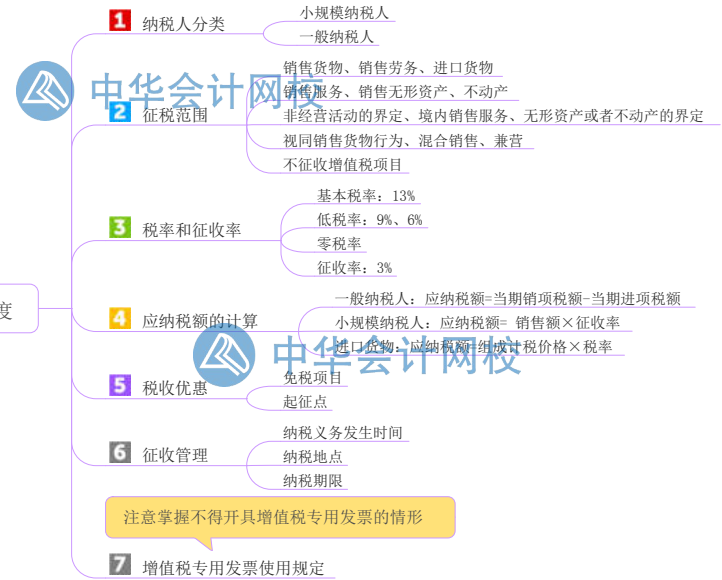 1 纳税人分类
小规模纳税人
一般纳税人
中华会计网校
2 征税范围
销售货物、销售劳务、进口货物
销售服务、销售无形资产、不动产
非经营活动的界定、境内销售服务、无形资产或者不动产的界定
视同销售货物行为、混合销售、兼营
不征收增值税项目
3 税率和征收率
基本税率: 13%
低税率: 9%、6%
零税率
征收率: 3%
度
4 应纳税额的计算
一般纳税人: 应纳税额=当期销项税额-当期进项税额
小规模纳税人: 应纳税额= 销售额×征收率
进口货物: 应纳税额=组成计税价格×税率
中华会计网校
5 税收优惠
免税项目
起征点
6 征收管理
纳税义务发生时间
纳税地点
纳税期限
注意掌握不得开具增值税专用发票的情形
7 增值税专用发票使用规定